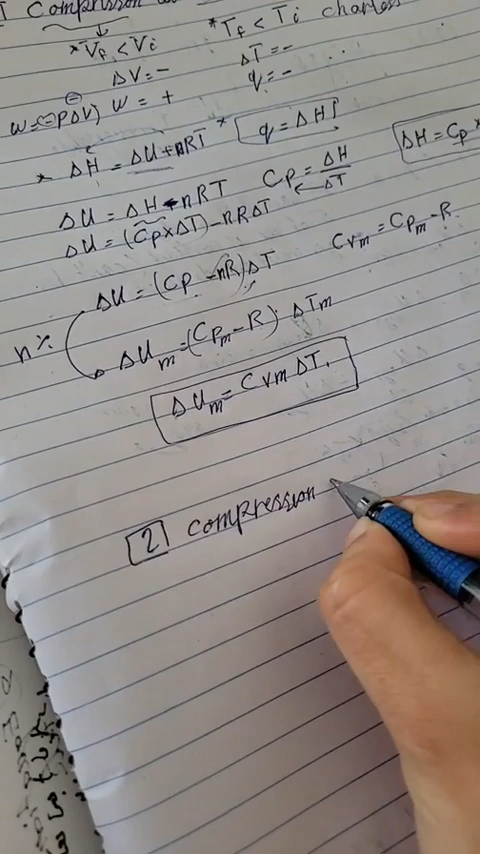 Compression
*Vf < Vi
*Tf < Ti charles
ΔV = -
ΔT = -
q = -
w = (-PΔV) w = +
* ΔH = ΔU + nRT * q = ΔH
ΔU = ΔH - nRT Cp = ΔH/ΔT ΔH = Cp
ΔU = (Cp×ΔT) - nRΔT
Cvm = Cpm - R
ΔU = (Cp - nR)ΔT
ΔUm = (Cpm - R) · ΔTm
ΔUm = Cvm ΔT
[2] compression